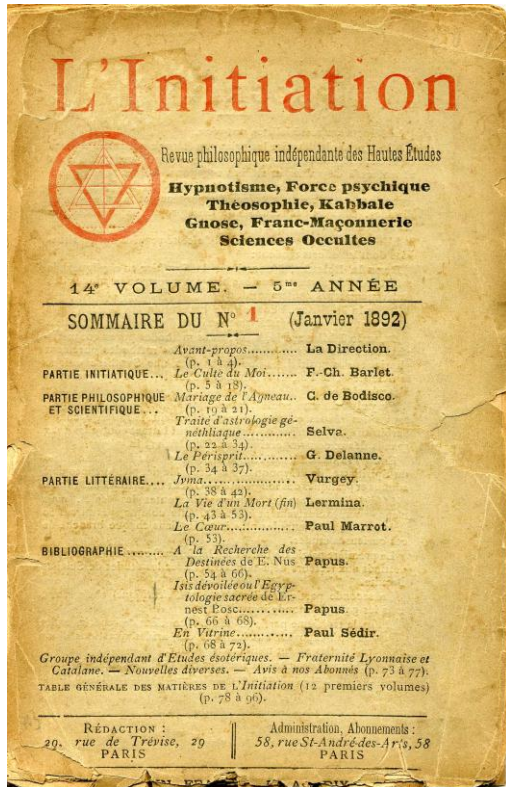 L'Initiation
Revue philosophique indépendante des Hautes Études
Hypnotisme, Force psychique
Théosophie, Kabbale
Gnose, Franc-Maçonnerie
Sciences Occultes
14e VOLUME. — 5me ANNÉE
SOMMAIRE DU N° 1 (Janvier 1892)
Avant-propos............ La Direction.
(p. 1 à 4).
PARTIE INITIATIQUE... Le Culte du Moi....... F.-Ch. Barlet.
(p. 5 à 18).
PARTIE PHILOSOPHIQUE Mariage de l'Agneau.. C. de Bodisco.
ET SCIENTIFIQUE... (p. 19 à 21).
Traité d'astrologie gé-
néthliaque............. Selva.
(p. 22 à 34).
Le Périsprit............ G. Delanne.
(p. 34 à 37).
PARTIE LITTÉRAIRE.... Jyma..................... Vurgey.
(p. 38 à 42).
La Vie d'un Mort (fin) Lermina.
(p. 43 à 53).
Le Cœur................. Paul Marrot.
(p. 53).
BIBLIOGRAPHIE ......... A la Recherche des
Destinées de E. Nus Papus.
(p. 54 à 66).
Isis dévoilée ou l'Egyp-
tologie sacrée de Er-
nest Bosc........... Papus
(p. 66 à 68).
En Vitrine............. Paul Sédir.
(p. 68 à 72).
Groupe indépendant d'Etudes ésotériques. — Fraternité Lyonnaise et
Catalane. — Nouvelles diverses. — Avis à nos Abonnés (p. 73 à 77).
TABLE GÉNÉRALE DES MATIÈRES DE L'Initiation (12 premiers volumes)
(p. 78 à 96).
RÉDACTION :
29, rue de Trévise, 29
PARIS
Administration, Abonnements :
58, rue St-André-des-Arts, 58
PARIS